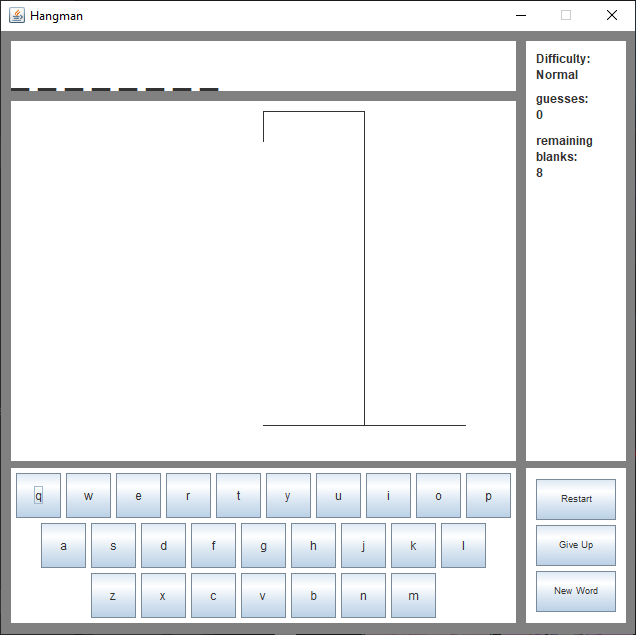 Hangman
_ _ _ _ _ _ _ _
Difficulty:
Normal
guesses:
0
remaining
blanks:
8
q w e r t y u i o p
a s d f g h j k l
z x c v b n m
Restart
Give Up
New Word